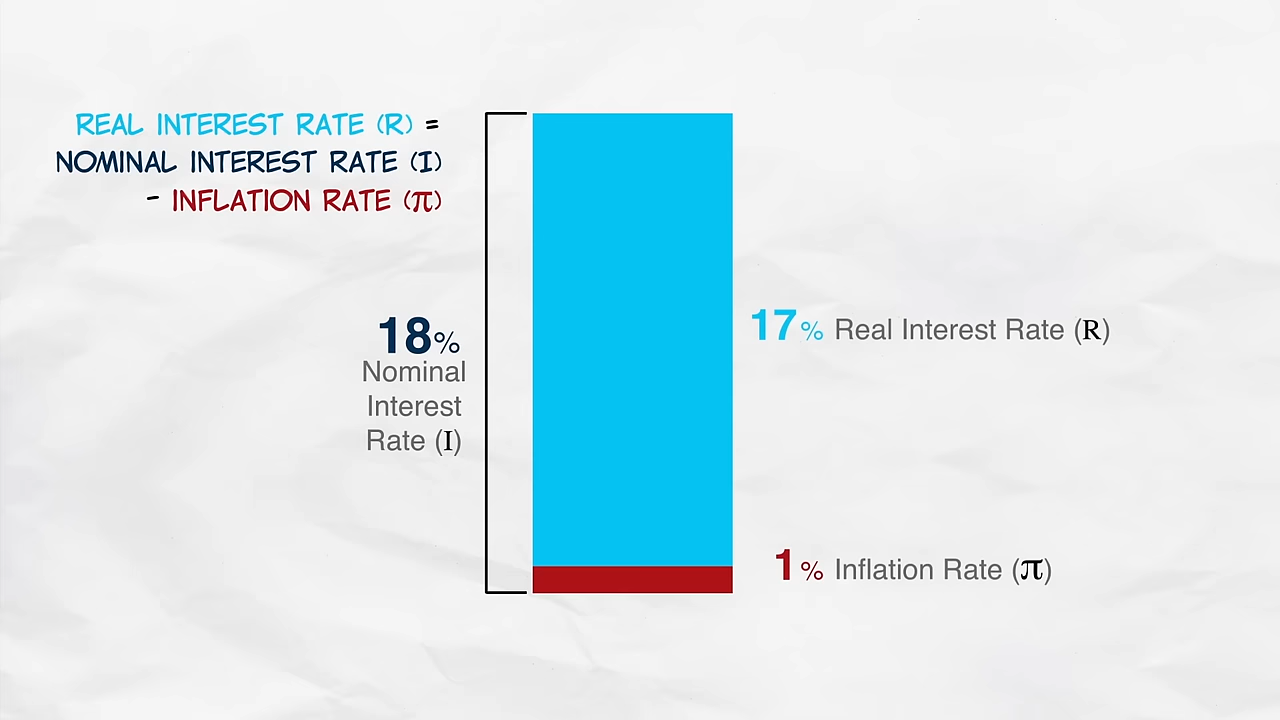 REAL INTEREST RATE (R) =
NOMINAL INTEREST RATE (I)
- INFLATION RATE (π)
18%
Nominal
Interest
Rate (I)
17% Real Interest Rate (R)
1% Inflation Rate (π)